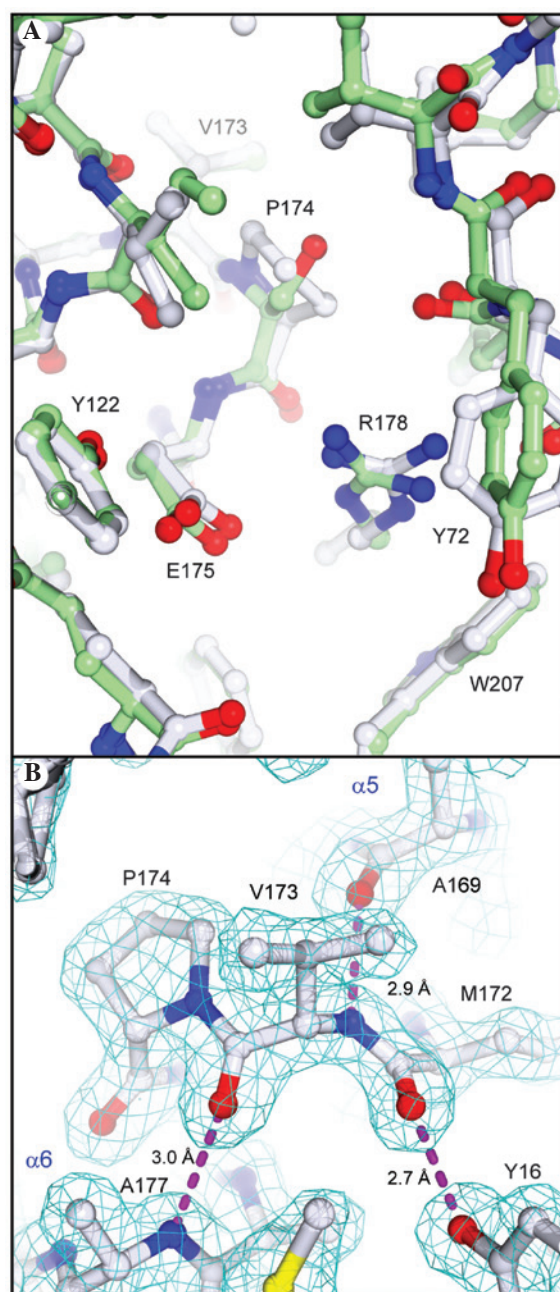 A
V173
P174
Y122
R178
E175
Y72
W207
B
α5
P174
V173
A169
2.9 Å
M172
α6
3.0 Å
A177
2.7 Å
Y16